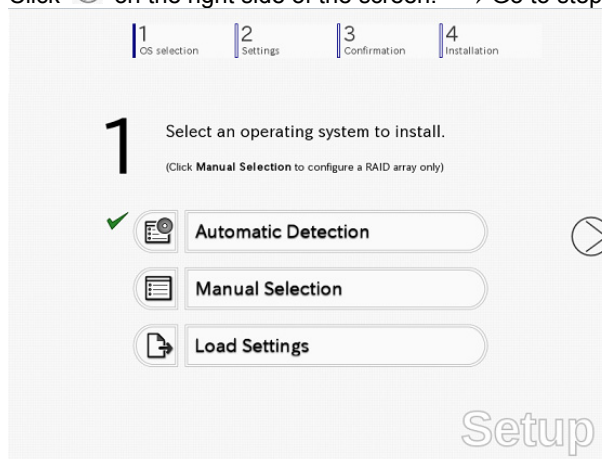 Click on the right side of the screen. → Go to step
1 OS selection
2 Settings
3 Confirmation
4 Installation
1 Select an operating system to install.
(Click Manual Selection to configure a RAID array only)
Automatic Detection
Manual Selection
Load Settings
Setup